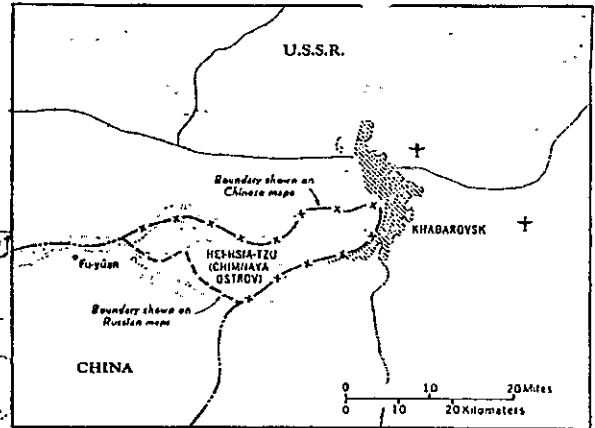 U.S.S.R.
Boundary shown on
Chinese maps
KHABAROVSK
HEI-HSIA-TZU
(CHIMNAYA
OSTROV)
Fu-yüan
Boundary shown on
Russian maps
CHINA
0 10 20 Miles
0 10 20 Kilometers